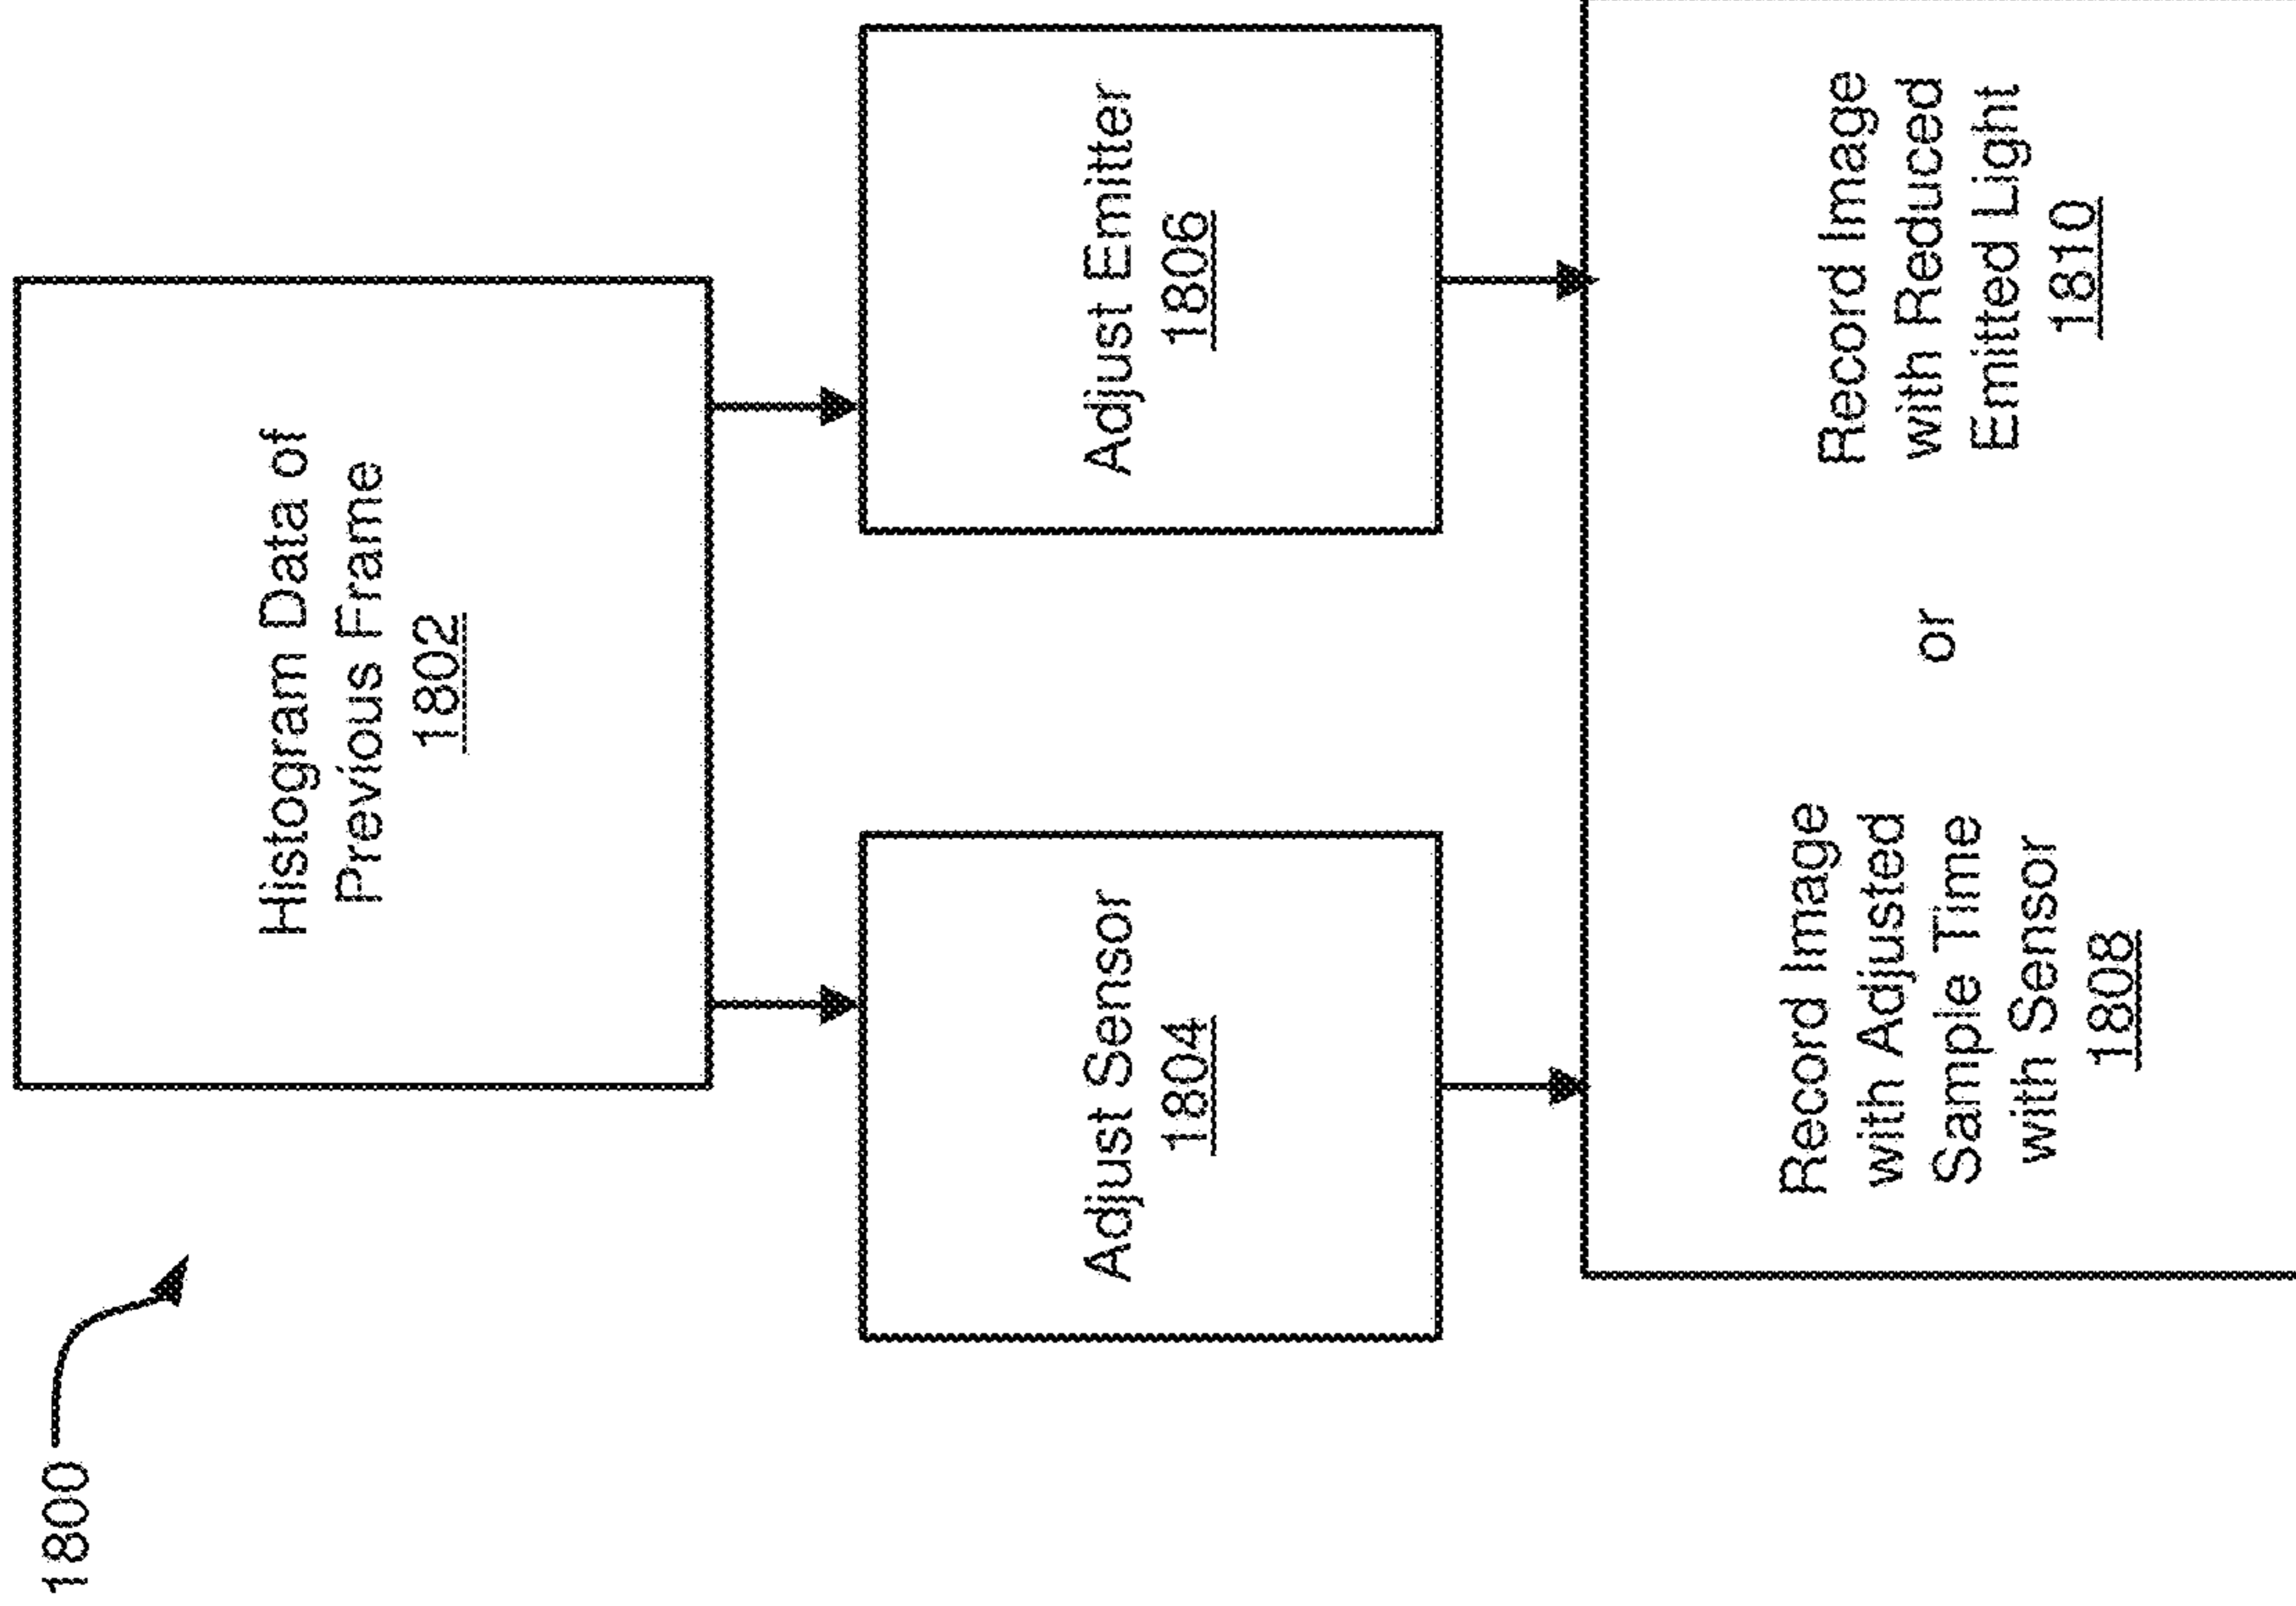 1800
Histogram Data of
Previous Frame
1802
Adjust Sensor
1804
Adjust Emitter
1806
Record Image
with Adjusted
Sample Time
with Sensor
1808
or
Record Image
with Reduced
Emitted Light
1810